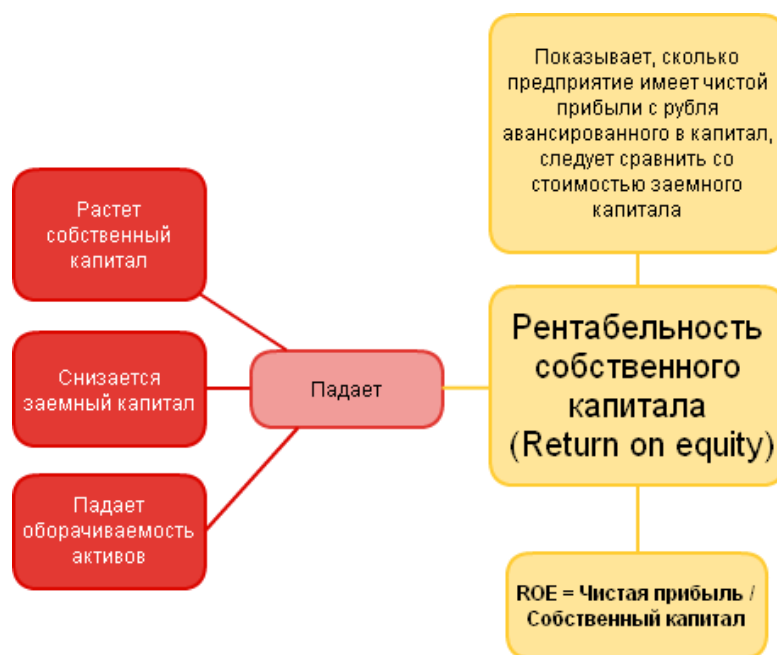 Показывает, сколько
предприятие имеет чистой
прибыли с рубля
авансированного в капитал,
следует сравнить со
стоимостью заемного
капитала
Растет
собственный
капитал
Снизается
заемный капитал
Падает
оборачиваемость
активов
Падает
Рентабельность
собственного
капитала
(Return on equity)
ROE = Чистая прибыль /
Собственный капитал